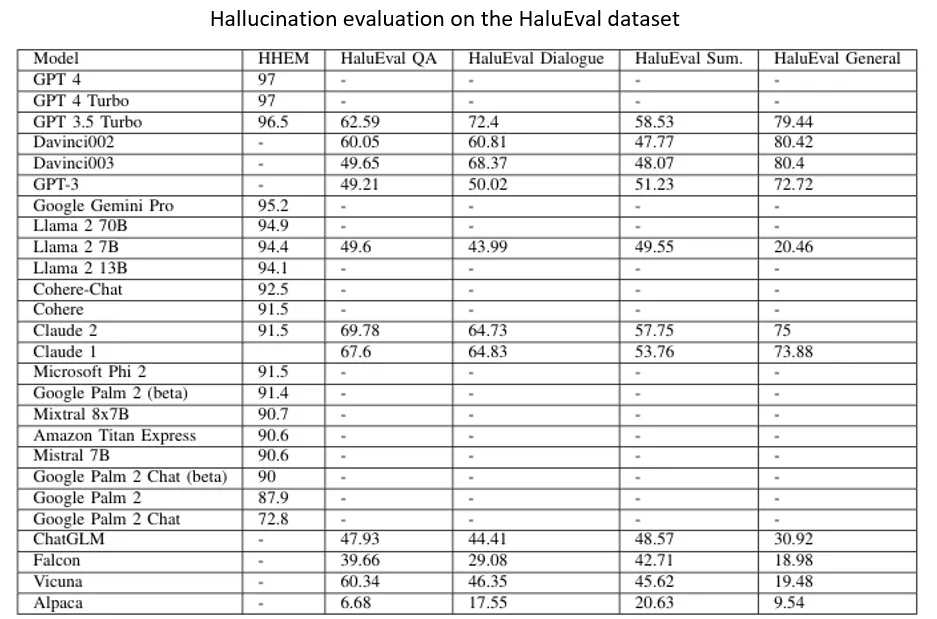 Hallucination evaluation on the HaluEval dataset
Model HHEM HaluEval QA HaluEval Dialogue HaluEval Sum. HaluEval General
GPT 4 97 - - - -
GPT 4 Turbo 97 - - - -
GPT 3.5 Turbo 96.5 62.59 72.4 58.53 79.44
Davinci002 - 60.05 60.81 47.77 80.42
Davinci003 - 49.65 68.37 48.07 80.4
GPT-3 - 49.21 50.02 51.23 72.72
Google Gemini Pro 95.2 - - - -
Llama 2 70B 94.9 - - - -
Llama 2 7B 94.4 49.6 43.99 49.55 20.46
Llama 2 13B 94.1 - - - -
Cohere-Chat 92.5 - - - -
Cohere 91.5 - - - -
Claude 2 91.5 69.78 64.73 57.75 75
Claude 1 67.6 64.83 53.76 73.88
Microsoft Phi 2 91.5 - - - -
Google Palm 2 (beta) 91.4 - - - -
Mixtral 8x7B 90.7 - - - -
Amazon Titan Express 90.6 - - - -
Mistral 7B 90.6 - - - -
Google Palm 2 Chat (beta) 90 - - - -
Google Palm 2 87.9 - - - -
Google Palm 2 Chat 72.8 - - - -
ChatGLM - 47.93 44.41 48.57 30.92
Falcon - 39.66 29.08 42.71 18.98
Vicuna - 60.34 46.35 45.62 19.48
Alpaca - 6.68 17.55 20.63 9.54